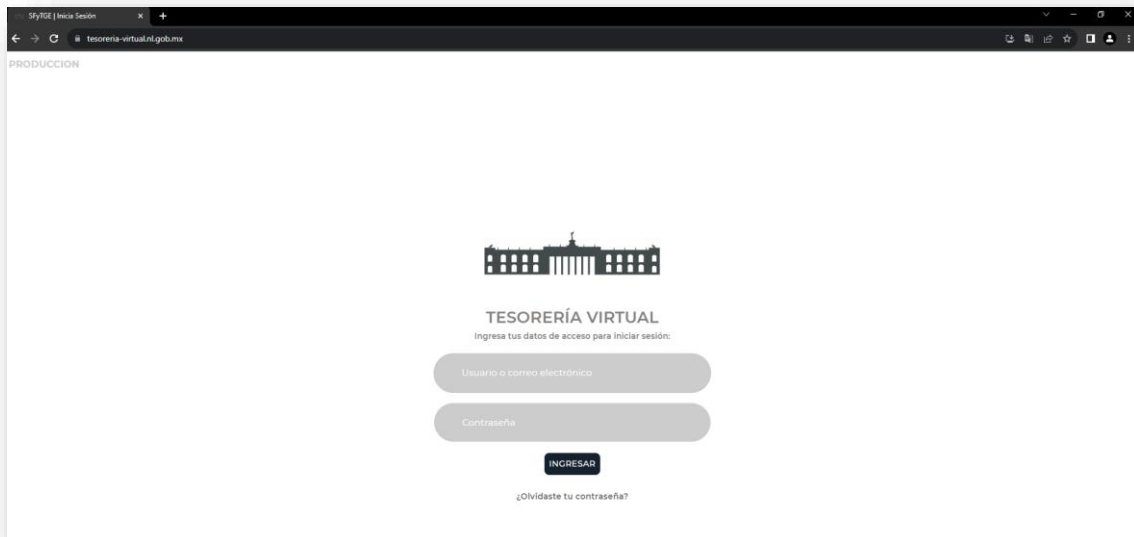 SFyTGE | Inicia Sesión
tesoreria-virtual.nl.gob.mx
PRODUCCION
TESORERÍA VIRTUAL
Ingresa tus datos de acceso para iniciar sesión:
Usuario o correo electrónico
Contraseña
INGRESAR
¿Olvidaste tu contraseña?